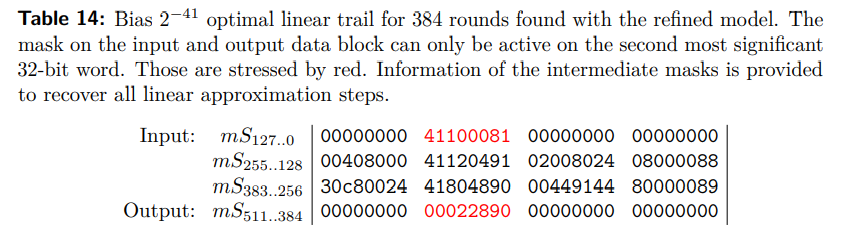 Table 14: Bias 2^−41 optimal linear trail for 384 rounds found with the refined model. The
mask on the input and output data block can only be active on the second most significant
32-bit word. Those are stressed by red. Information of the intermediate masks is provided
to recover all linear approximation steps.
Input: mS127..0 00000000 41100081 00000000 00000000
mS255..128 00408000 41120491 02008024 08000088
mS383..256 30c80024 41804890 00449144 80000089
Output: mS511..384 00000000 00022890 00000000 00000000